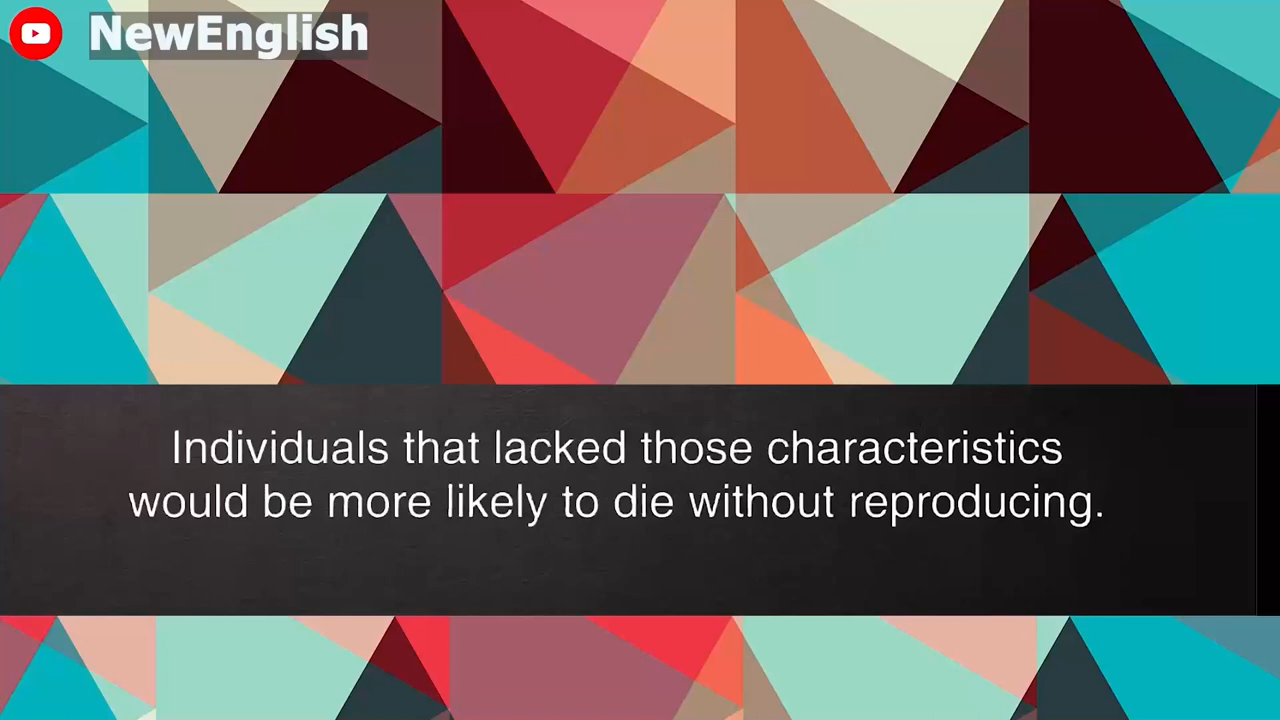 NewEnglish
Individuals that lacked those characteristics
would be more likely to die without reproducing.